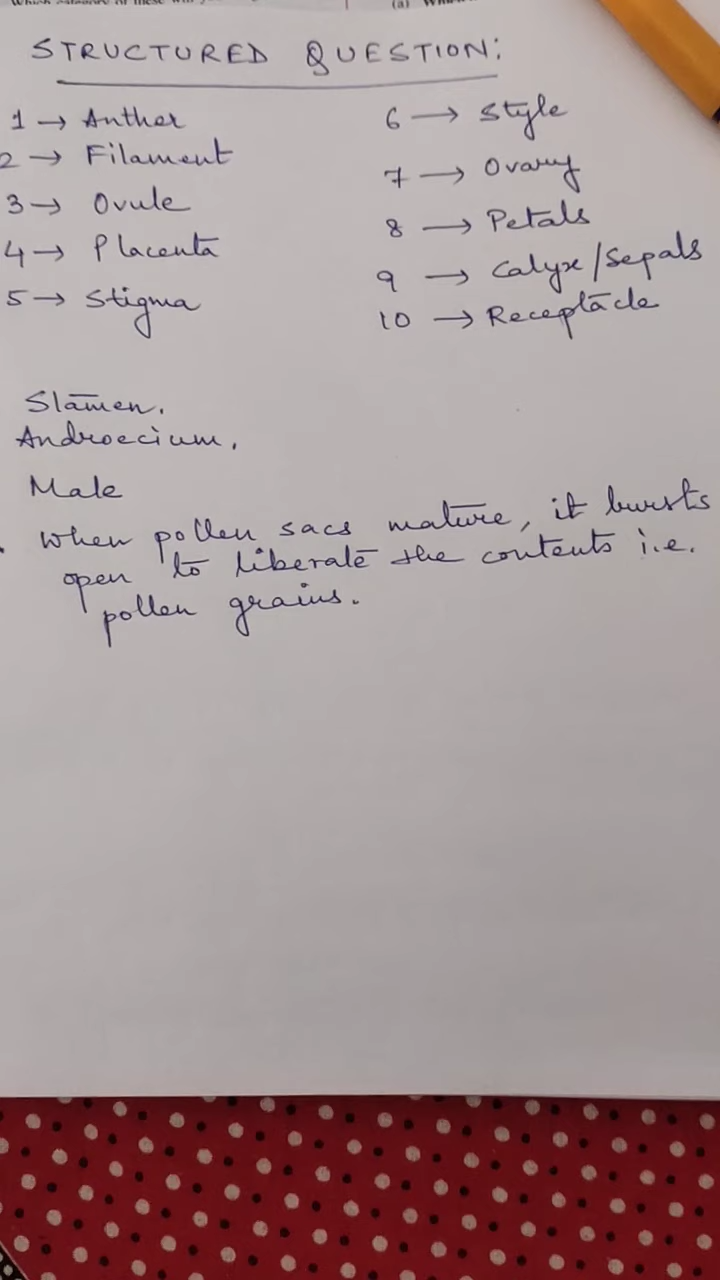 STRUCTURED QUESTION:
1 → Anther
2 → Filament
3 → Ovule
4 → Placenta
5 → Stigma
6 → Style
7 → Ovary
8 → Petals
9 → Calyx/Sepals
10 → Receptacle
Stamen.
Androecium.
Male
. When pollen sacs mature, it bursts
open to liberate the contents i.e.
pollen grains.